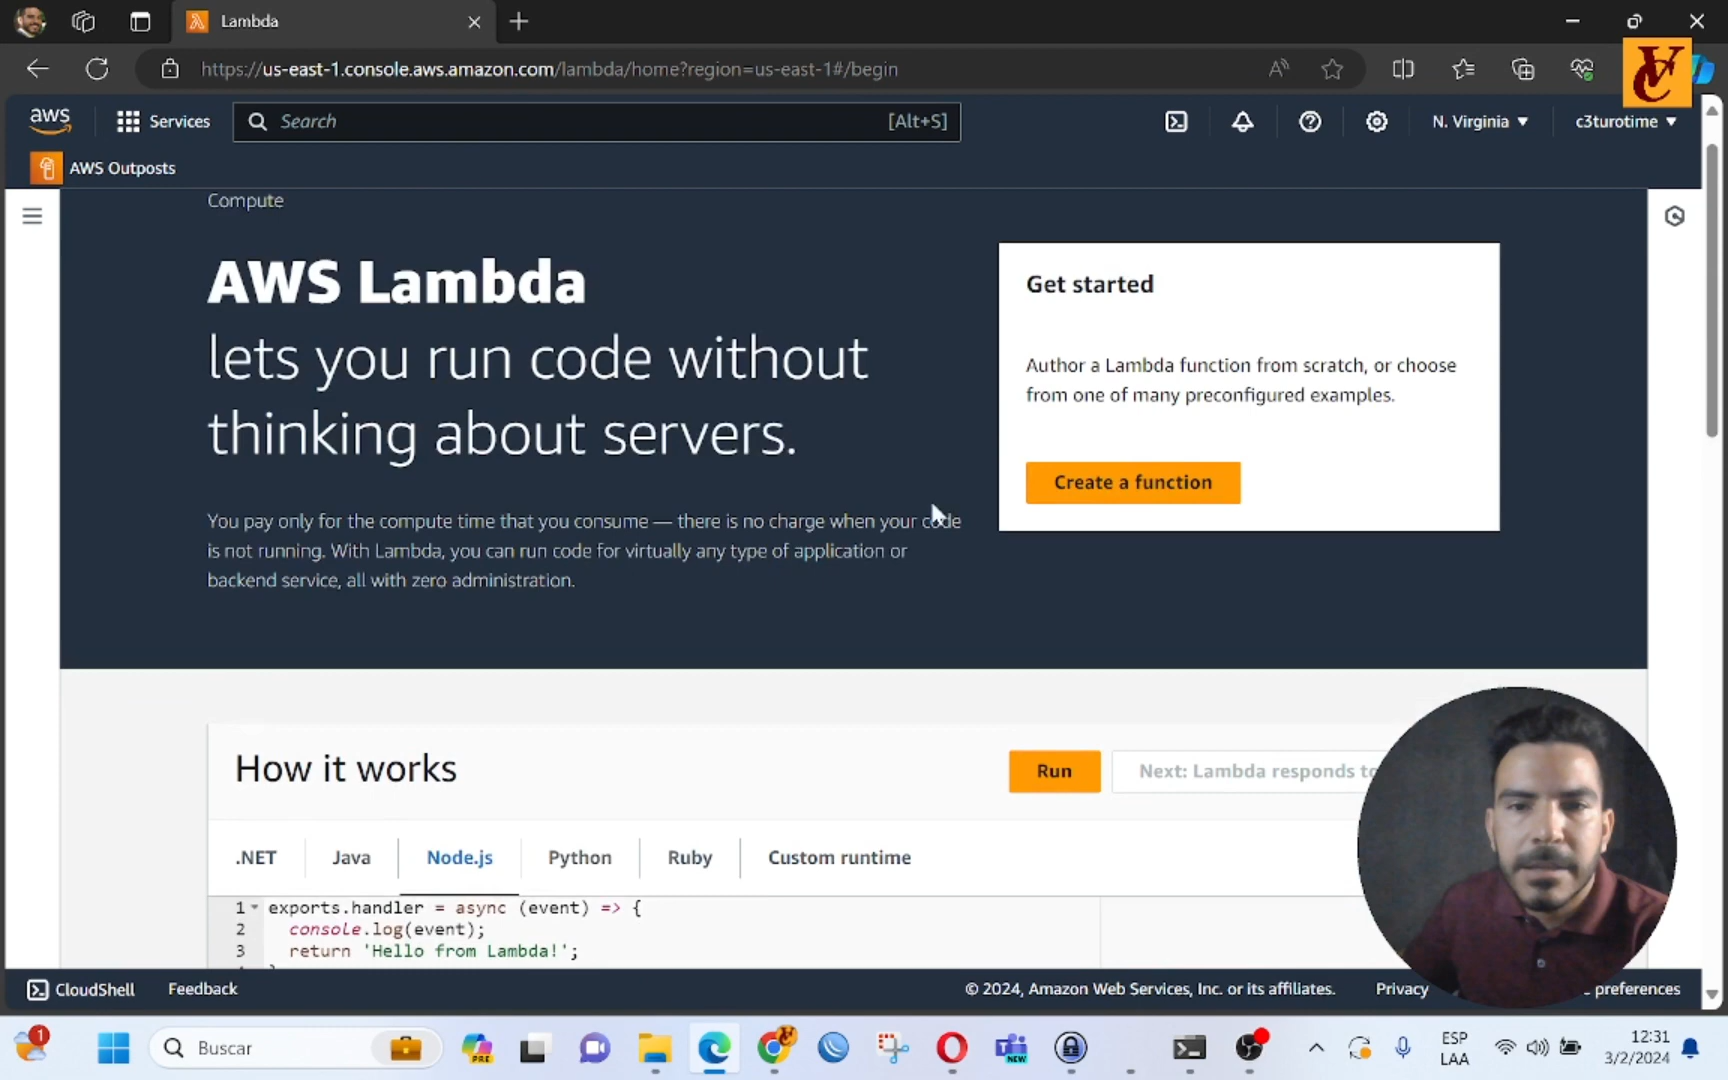 Lambda
https://us-east-1.console.aws.amazon.com/lambda/home?region=us-east-1#/begin
aws
Services
Search
[Alt+S]
N. Virginia
c3turotime
AWS Outposts
Compute
AWS Lambda
lets you run code without
thinking about servers.
You pay only for the compute time that you consume — there is no charge when your code
is not running. With Lambda, you can run code for virtually any type of application or
backend service, all with zero administration.
Get started
Author a Lambda function from scratch, or choose
from one of many preconfigured examples.
Create a function
How it works
Run
Next: Lambda responds to
.NET
Java
Node.js
Python
Ruby
Custom runtime
1 exports.handler = async (event) => {
2 console.log(event);
3 return 'Hello from Lambda!';
CloudShell
Feedback
© 2024, Amazon Web Services, Inc. or its affiliates.
Privacy
preferences
1
Buscar
PRE
NEW
ESP
LAA
12:31
3/2/2024